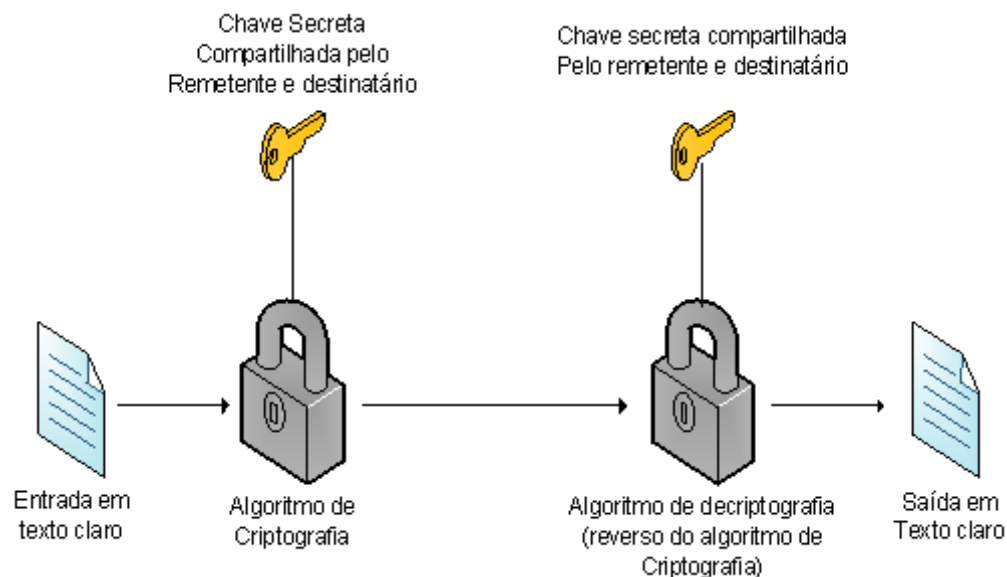 Chave Secreta
Compartilhada pelo
Remetente e destinatário
Chave secreta compartilhada
Pelo remetente e destinatário
Entrada em
texto claro
Algoritmo de
Criptografia
Algoritmo de decriptografia
(reverso do algoritmo de
Criptografia)
Saída em
Texto claro